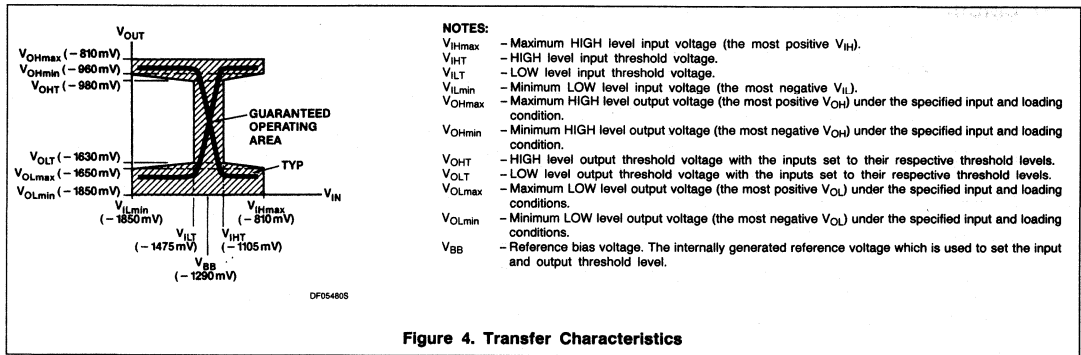 VOUT
VOHmax (−810mV)
VOHmin (−960mV)
VOHT (−980mV)
GUARANTEED
OPERATING
AREA
VOLT (−1630mV)
VOLmax (−1650mV)
VOLmin (−1850mV)
TYP
VIN
VILmin
(−1850mV)
VIHmax
(−810mV)
VILT
(−1475mV)
VIHT
(−1105mV)
VBB
(−1290mV)
DF05480S
NOTES:
VIHmax – Maximum HIGH level input voltage (the most positive VIH).
VIHT – HIGH level input threshold voltage.
VILT – LOW level input threshold voltage.
VILmin – Minimum LOW level input voltage (the most negative VIL).
VOHmax – Maximum HIGH level output voltage (the most positive VOH) under the specified input and loading
condition.
VOHmin – Minimum HIGH level output voltage (the most negative VOH) under the specified input and loading
condition.
VOHT – HIGH level output threshold voltage with the inputs set to their respective threshold levels.
VOLT – LOW level output threshold voltage with the inputs set to their respective threshold levels.
VOLmax – Maximum LOW level output voltage (the most positive VOL) under the specified input and loading
conditions.
VOLmin – Minimum LOW level output voltage (the most negative VOL) under the specified input and loading
conditions.
VBB – Reference bias voltage. The internally generated reference voltage which is used to set the input
and output threshold level.
Figure 4. Transfer Characteristics